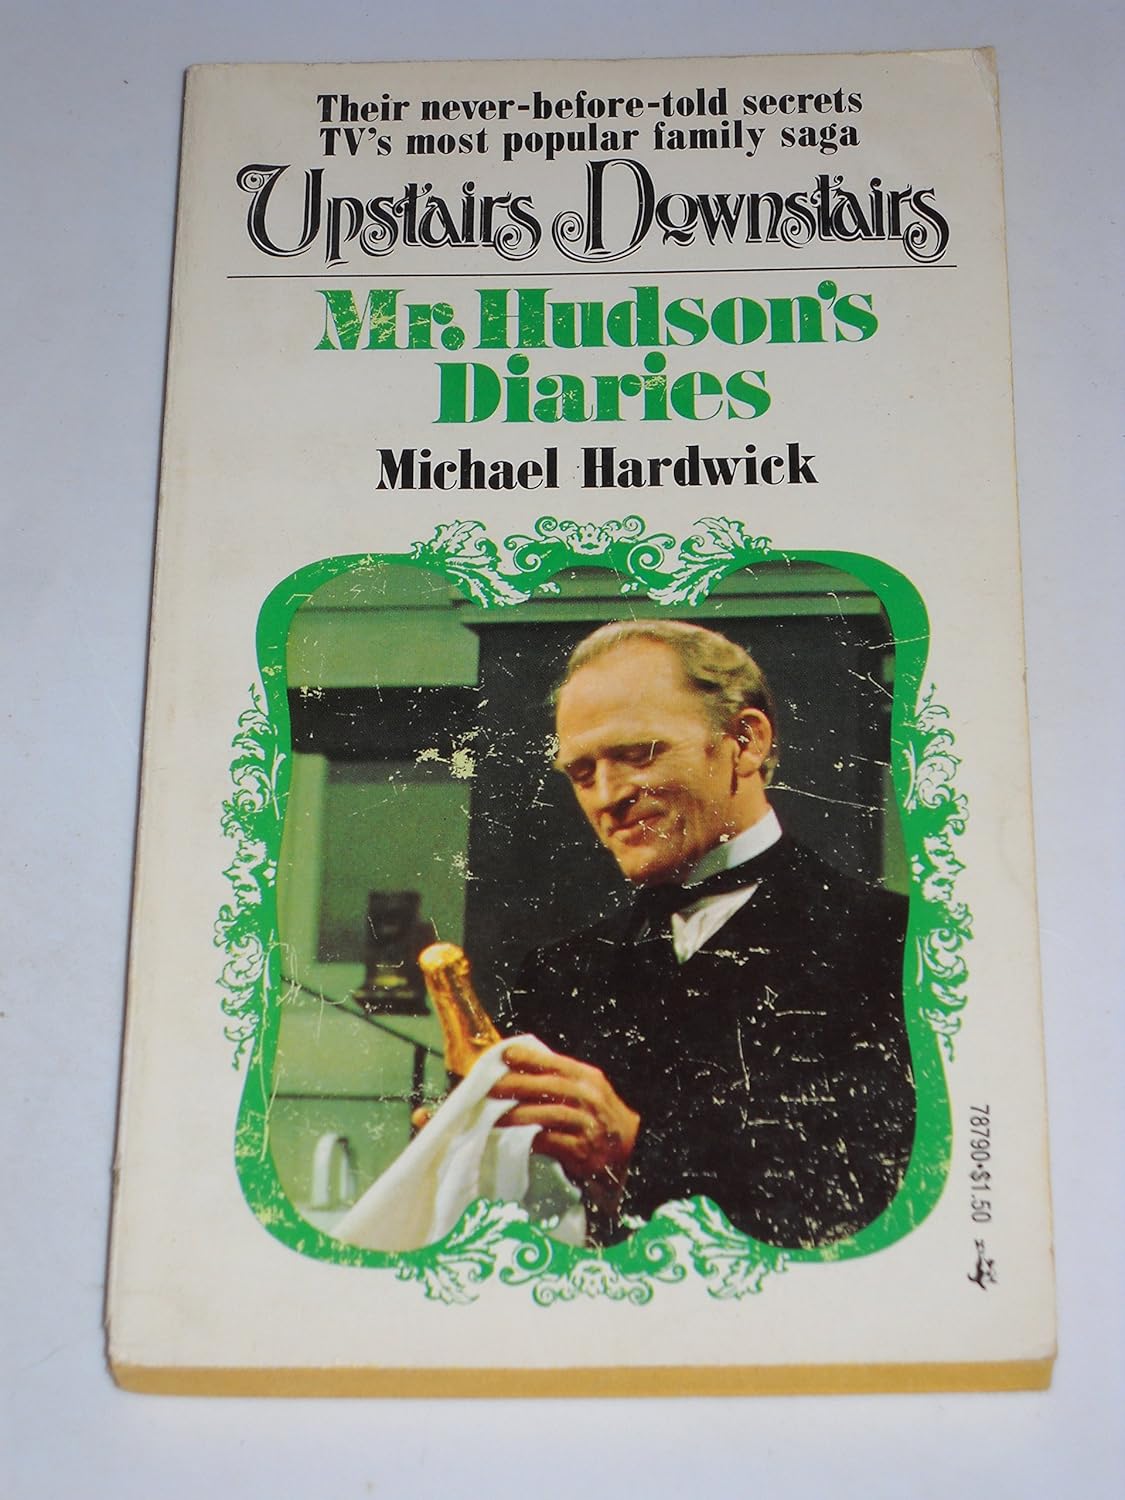 Their never-before-told secrets
TV's most popular family saga
Upstairs Downstairs
Mr. Hudson's
Diaries
Michael Hardwick
78790•$1.50